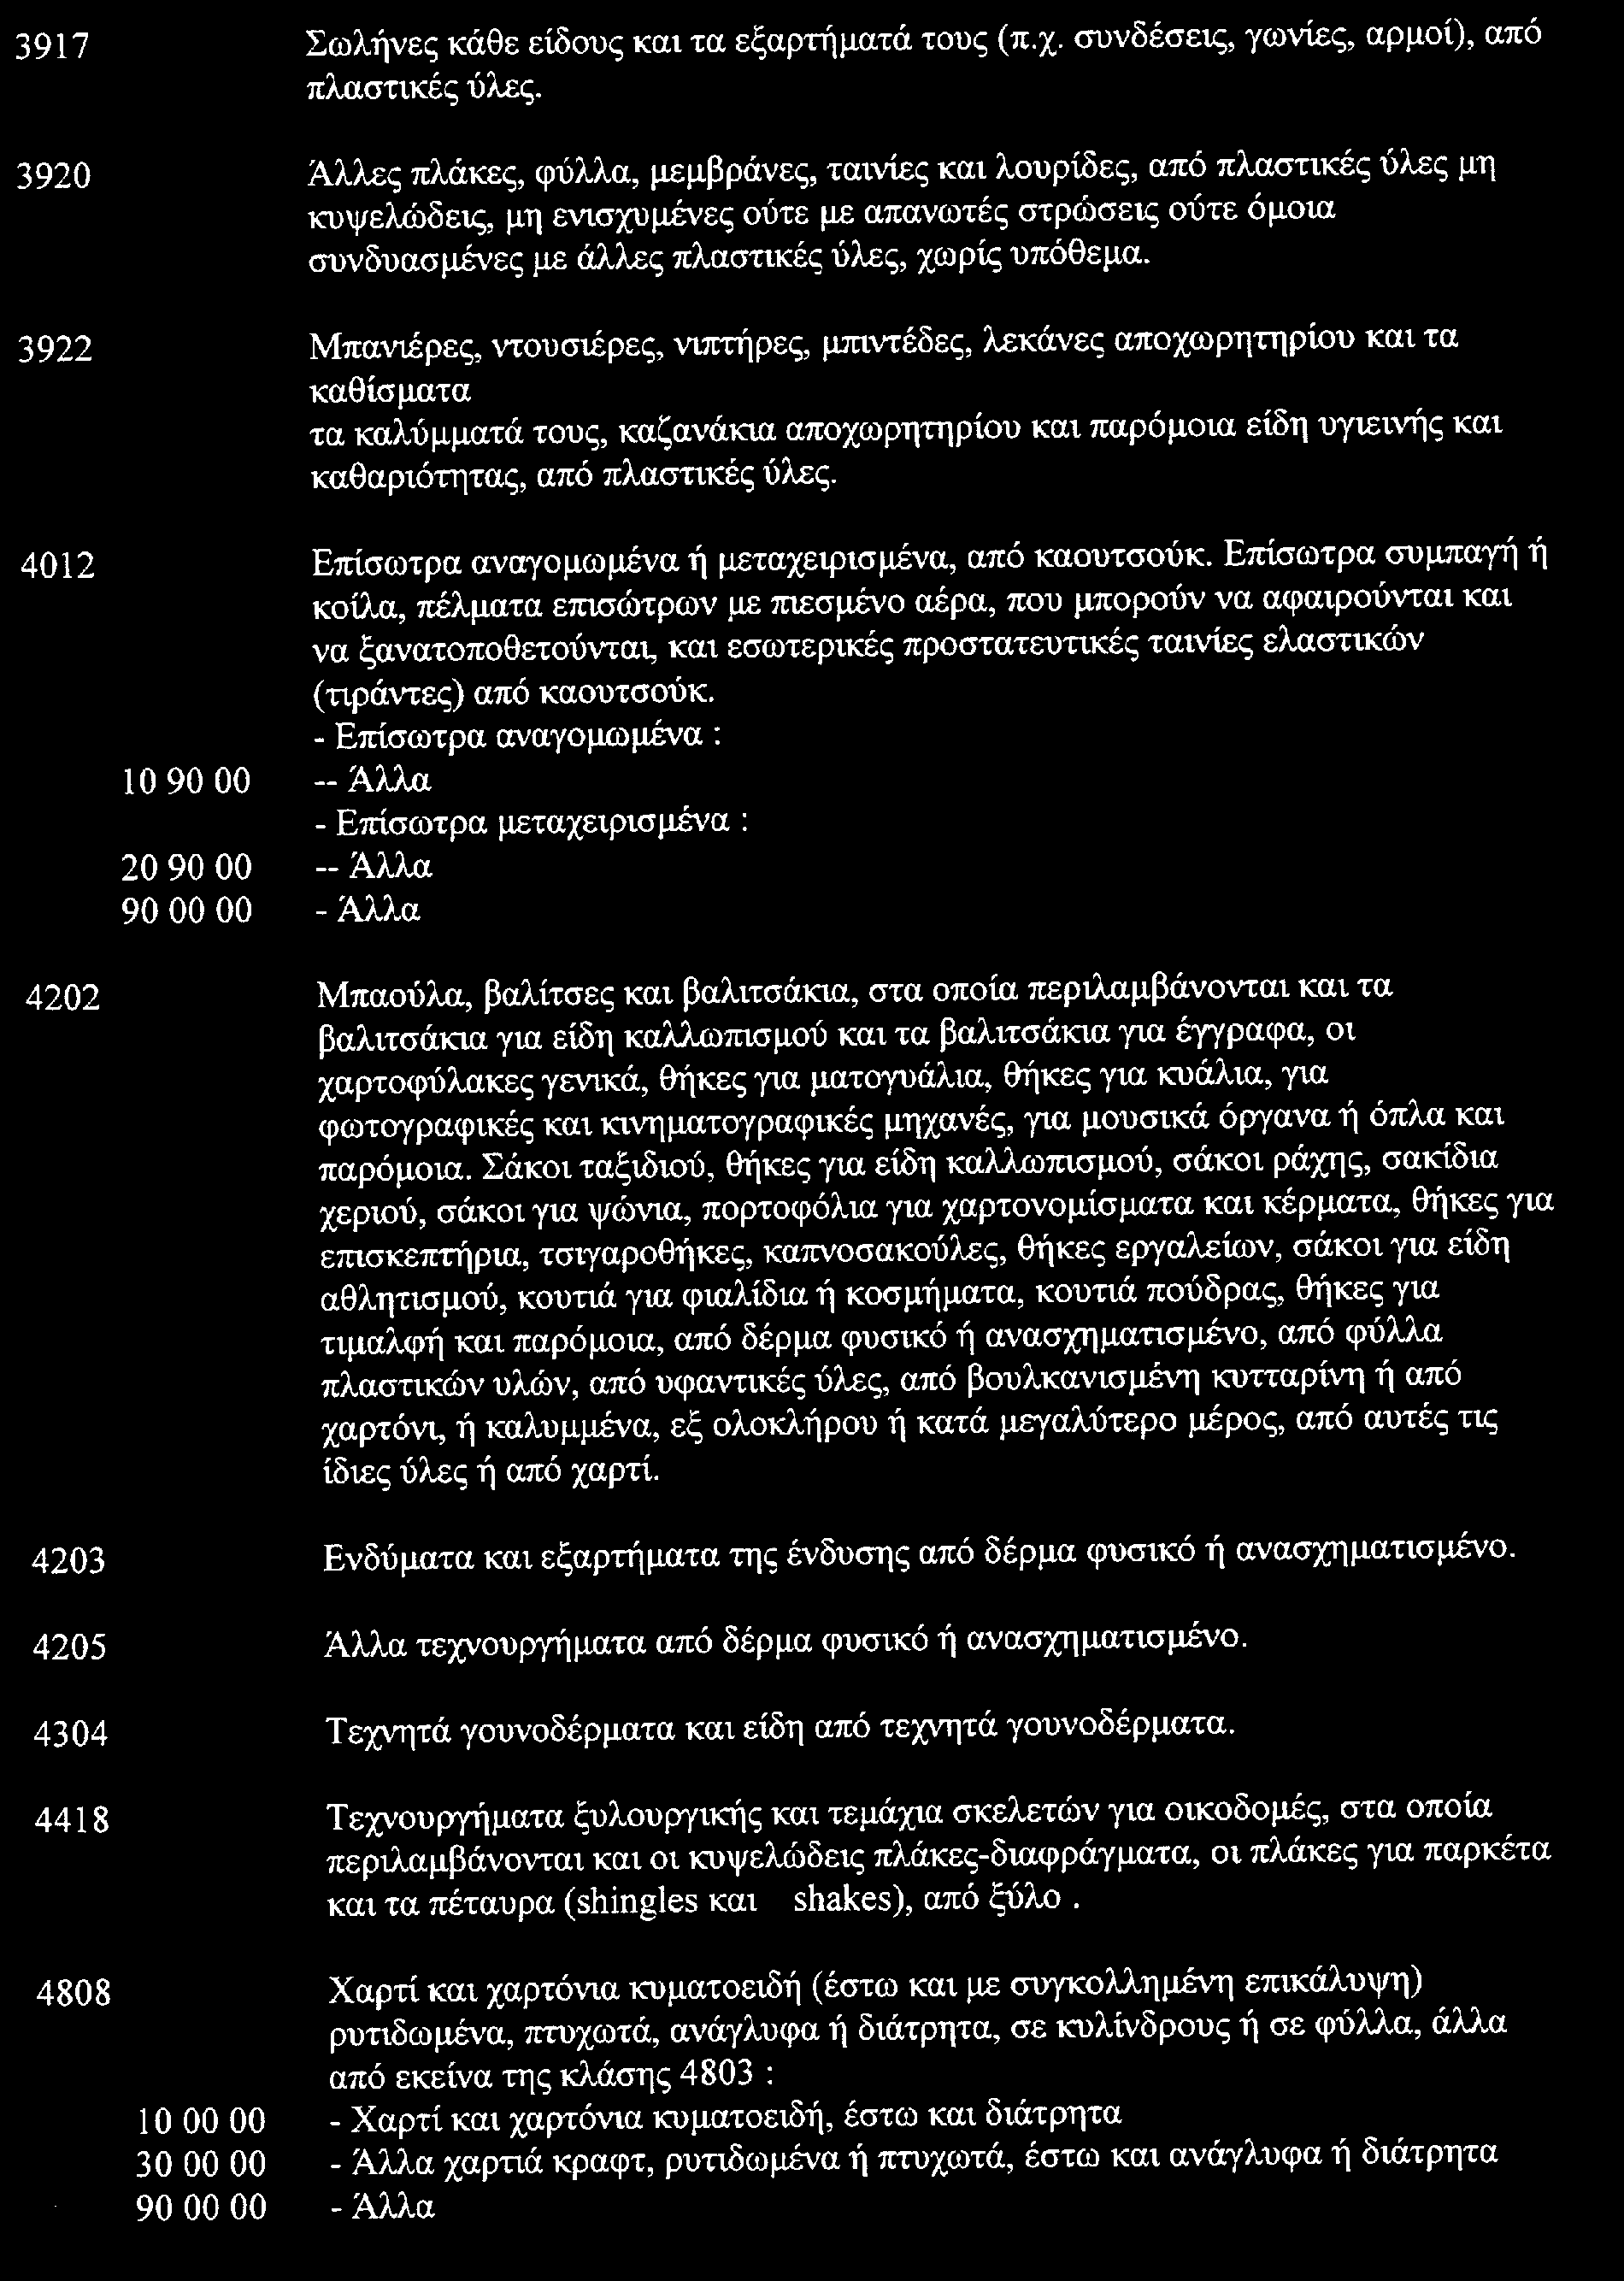 3917 Σωλήνες κάθε είδους και τα εξαρτήματά τους (π.χ. συνδέσεις, γωνίες, αρμοί), από
πλαστικές ύλες.
3920 Άλλες πλάκες, φύλλα, μεμβράνες, ταινίες και λουρίδες, από πλαστικές ύλες μη
κυψελώδεις, μη ενισχυμένες ούτε με απανωτές στρώσεις ούτε όμοια
συνδυασμένες με άλλες πλαστικές ύλες, χωρίς υπόθεμα.
3922 Μπανιέρες, ντουσιέρες, νιπτήρες, μπιντέδες, λεκάνες αποχωρητηρίου και τα
καθίσματα
τα καλύμματά τους, καζανάκια αποχωρητηρίου και παρόμοια είδη υγιεινής και
καθαριότητας, από πλαστικές ύλες.
4012 Επίσωτρα αναγομωμένα ή μεταχειρισμένα, από καουτσούκ. Επίσωτρα συμπαγή ή
κοίλα, πέλματα επισώτρων με πιεσμένο αέρα, που μπορούν να αφαιρούνται και
να ξανατοποθετούνται, και εσωτερικές προστατευτικές ταινίες ελαστικών
(τιράντες) από καουτσούκ.
- Επίσωτρα αναγομωμένα :
10 90 00 -- Άλλα
- Επίσωτρα μεταχειρισμένα :
20 90 00 -- Άλλα
90 00 00 - Άλλα
4202 Μπαούλα, βαλίτσες και βαλιτσάκια, στα οποία περιλαμβάνονται και τα
βαλιτσάκια για είδη καλλωπισμού και τα βαλιτσάκια για έγγραφα, οι
χαρτοφύλακες γενικά, θήκες για ματογυάλια, θήκες για κυάλια, για
φωτογραφικές και κινηματογραφικές μηχανές, για μουσικά όργανα ή όπλα και
παρόμοια. Σάκοι ταξιδιού, θήκες για είδη καλλωπισμού, σάκοι ράχης, σακίδια
χεριού, σάκοι για ψώνια, πορτοφόλια για χαρτονομίσματα και κέρματα, θήκες για
επισκεπτήρια, τσιγαροθήκες, καπνοσακούλες, θήκες εργαλείων, σάκοι για είδη
αθλητισμού, κουτιά για φιαλίδια ή κοσμήματα, κουτιά πούδρας, θήκες για
τιμαλφή και παρόμοια, από δέρμα φυσικό ή ανασχηματισμένο, από φύλλα
πλαστικών υλών, από υφαντικές ύλες, από βουλκανισμένη κυτταρίνη ή από
χαρτόνι, ή καλυμμένα, εξ ολοκλήρου ή κατά μεγαλύτερο μέρος, από αυτές τις
ίδιες ύλες ή από χαρτί.
4203 Ενδύματα και εξαρτήματα της ένδυσης από δέρμα φυσικό ή ανασχηματισμένο.
4205 Άλλα τεχνουργήματα από δέρμα φυσικό ή ανασχηματισμένο.
4304 Τεχνητά γουνοδέρματα και είδη από τεχνητά γουνοδέρματα.
4418 Τεχνουργήματα ξυλουργικής και τεμάχια σκελετών για οικοδομές, στα οποία
περιλαμβάνονται και οι κυψελώδεις πλάκες-διαφράγματα, οι πλάκες για παρκέτα
και τα πέταυρα (shingles και shakes), από ξύλο .
4808 Χαρτί και χαρτόνια κυματοειδή (έστω και με συγκολλημένη επικάλυψη)
ρυτιδωμένα, πτυχωτά, ανάγλυφα ή διάτρητα, σε κυλίνδρους ή σε φύλλα, άλλα
από εκείνα της κλάσης 4803 :
10 00 00 - Χαρτί και χαρτόνια κυματοειδή, έστω και διάτρητα
30 00 00 - Άλλα χαρτιά κραφτ, ρυτιδωμένα ή πτυχωτά, έστω και ανάγλυφα ή διάτρητα
90 00 00 - Άλλα